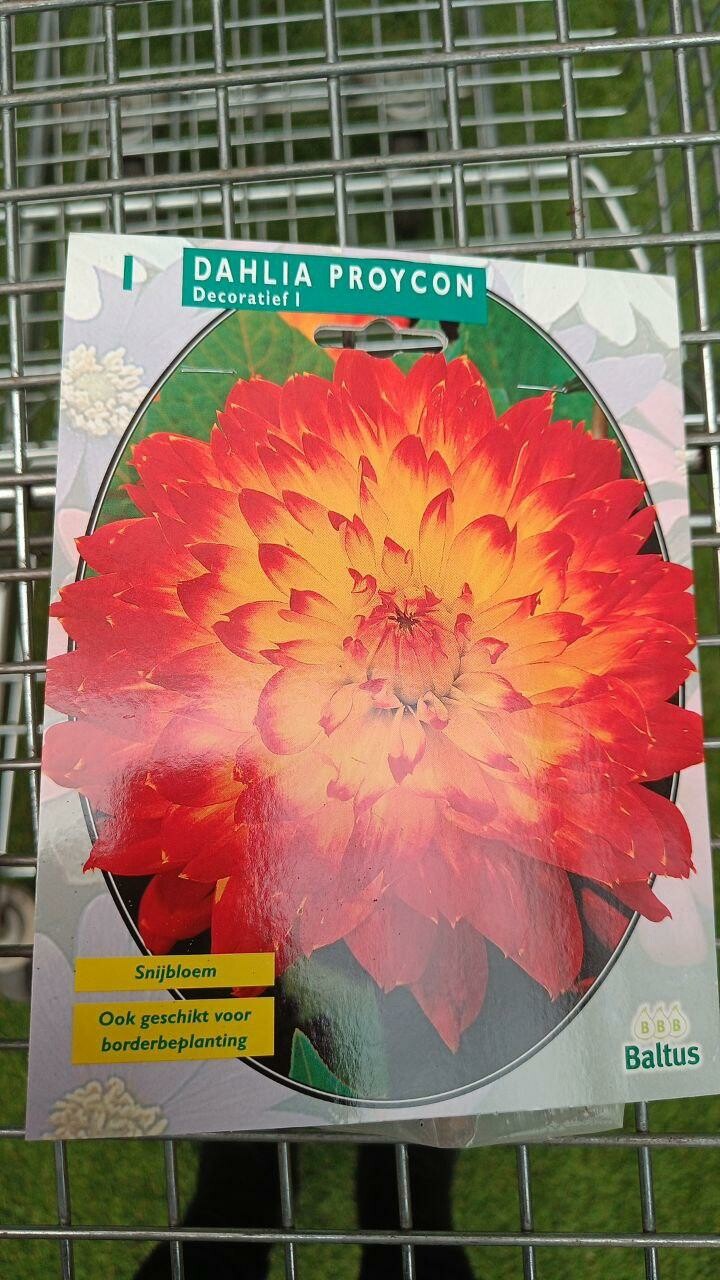 I
DAHLIA PROYCON
Decoratief I
Snijbloem
Ook geschikt voor
borderbeplanting
BBB
Baltus